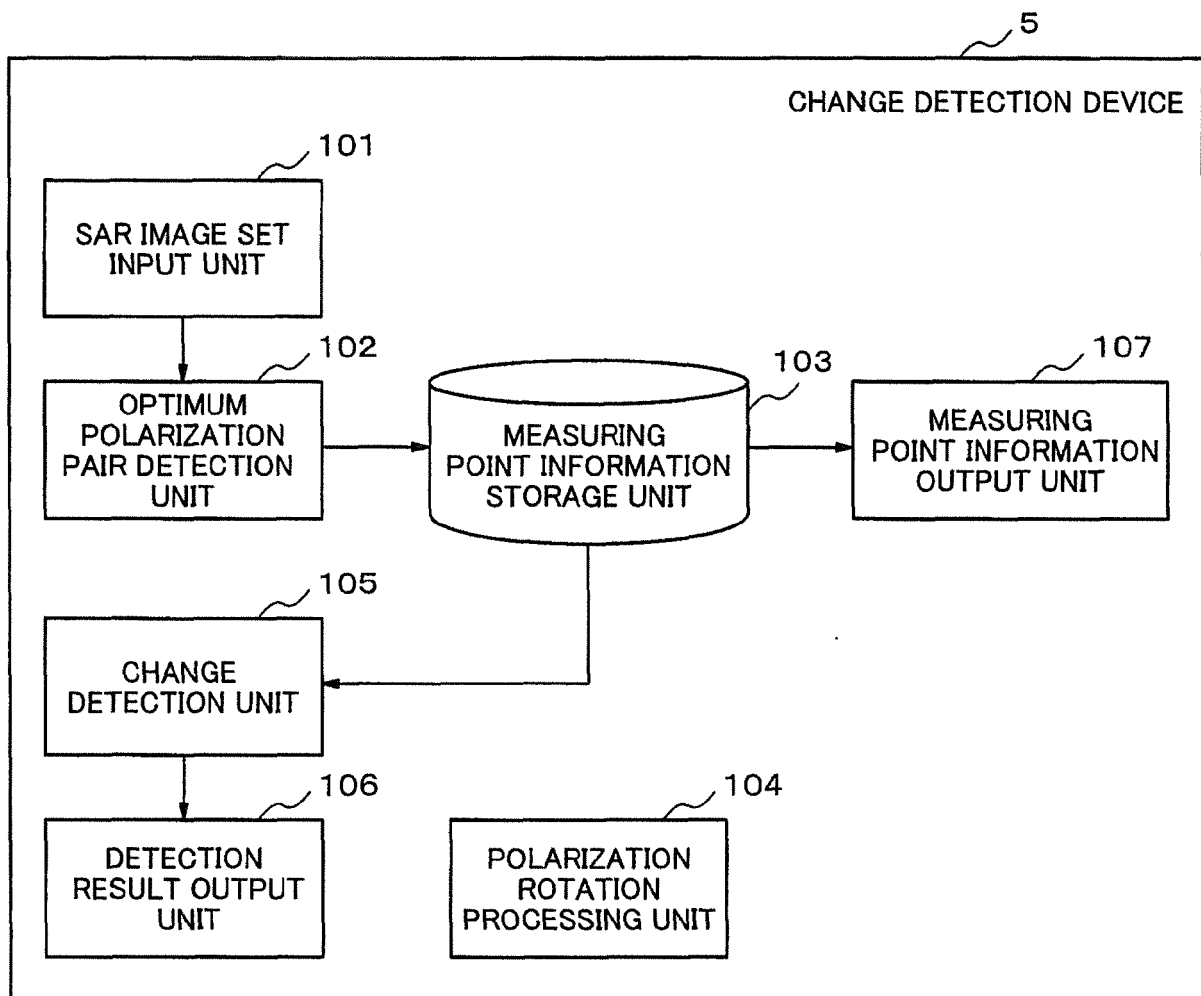 5
CHANGE DETECTION DEVICE
101
SAR IMAGE SET
INPUT UNIT
102
OPTIMUM
POLARIZATION
PAIR DETECTION
UNIT
103
MEASURING
POINT INFORMATION
STORAGE UNIT
107
MEASURING
POINT INFORMATION
OUTPUT UNIT
105
CHANGE
DETECTION UNIT
106
DETECTION
RESULT OUTPUT
UNIT
104
POLARIZATION
ROTATION
PROCESSING UNIT